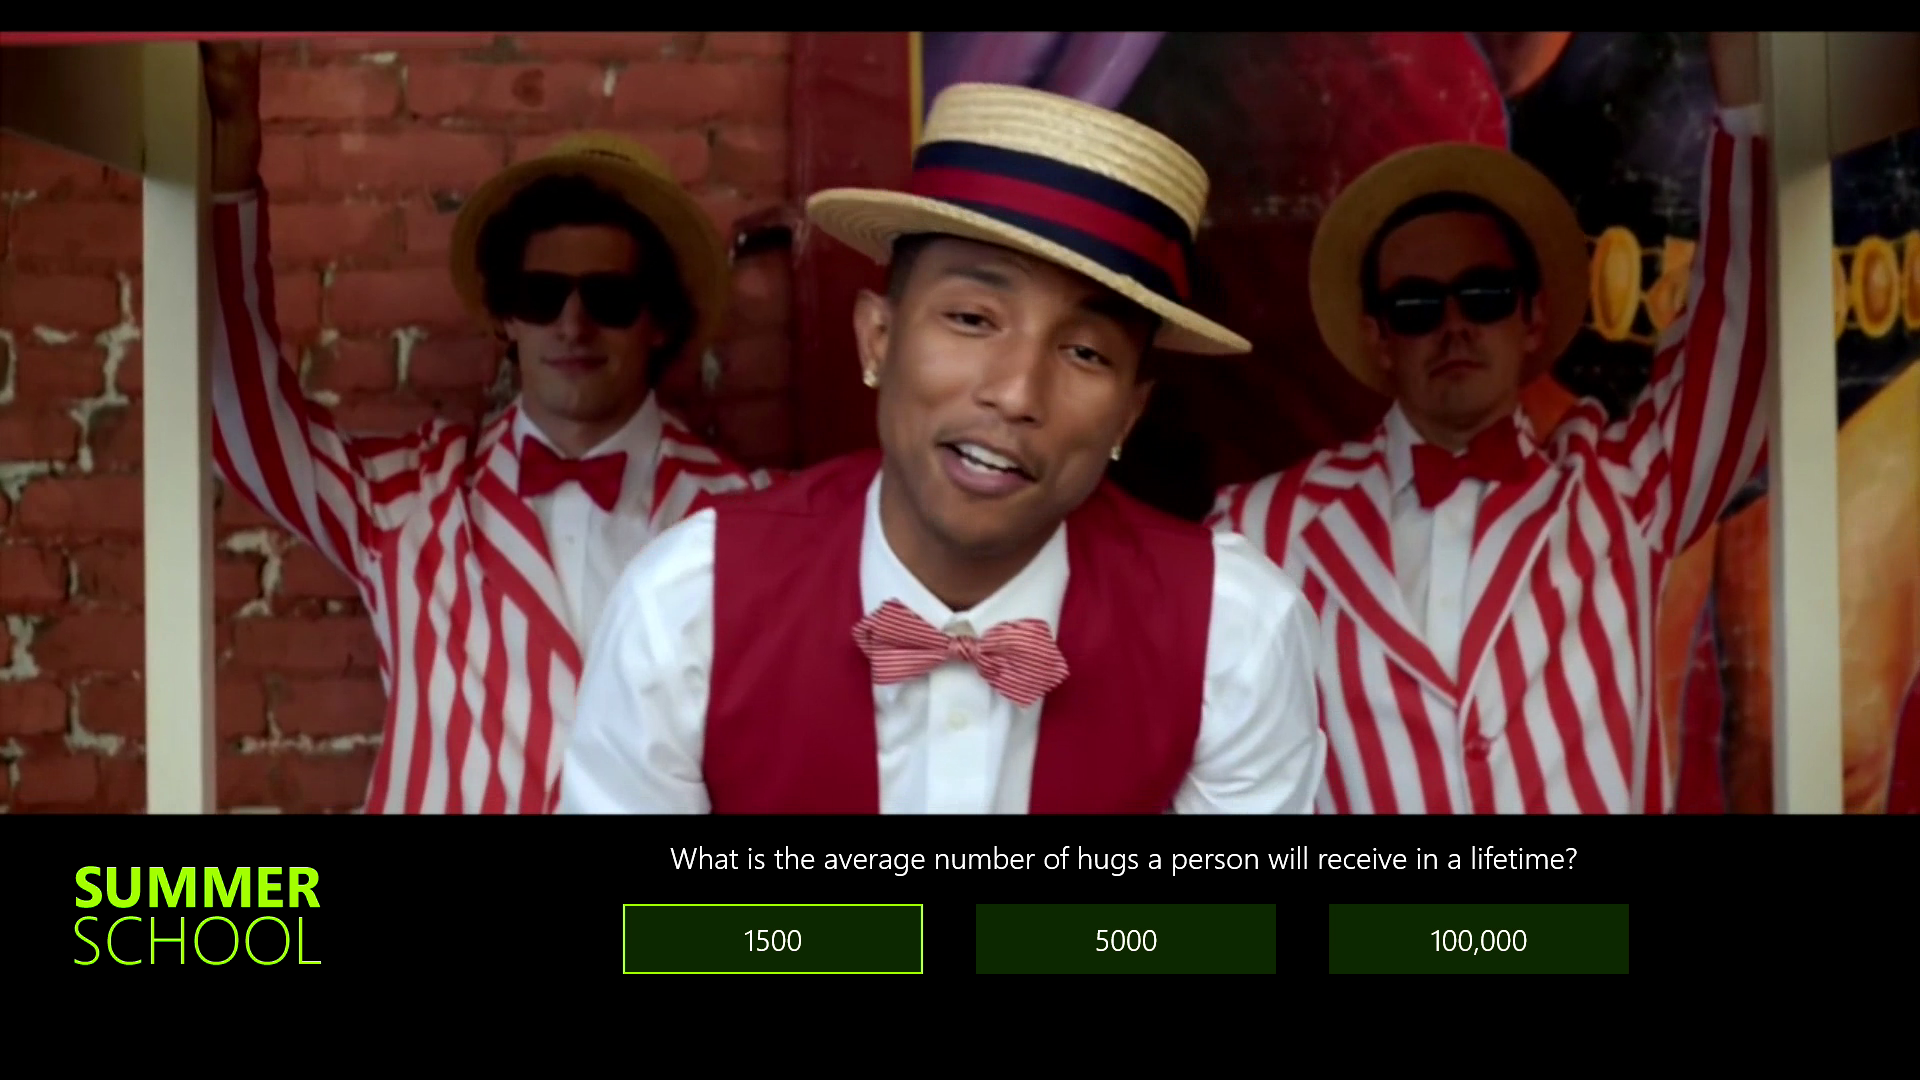 What is the average number of hugs a person will receive in a lifetime?
SUMMER
SCHOOL
1500
5000
100,000